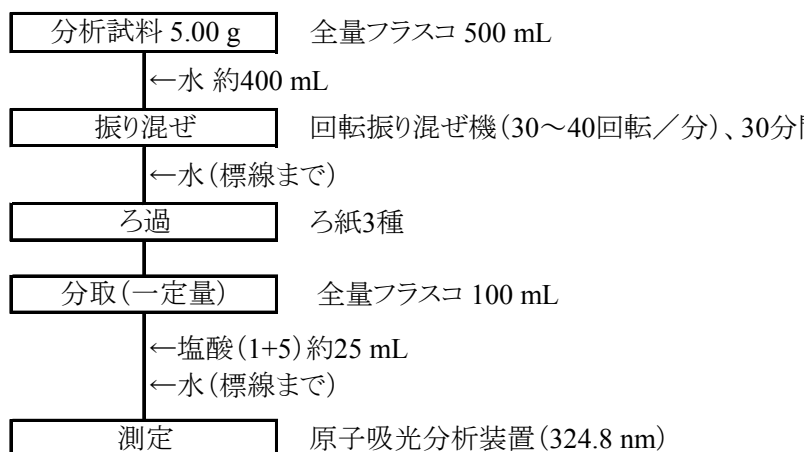 分析試料 5.00 g 全量フラスコ 500 mL
←水 約400 mL
振り混ぜ 回転振り混ぜ機(30～40回転／分)、30分間
←水(標線まで)
ろ過 ろ紙3種
分取(一定量) 全量フラスコ 100 mL
←塩酸(1+5)約25 mL
←水(標線まで)
測定 原子吸光分析装置(324.8 nm)